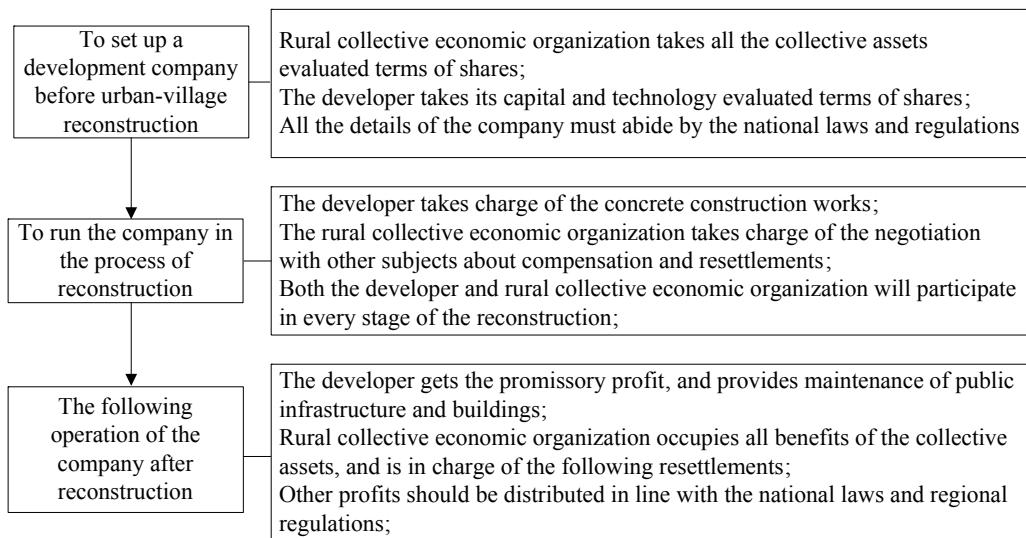 To set up a
development company
before urban-village
reconstruction
Rural collective economic organization takes all the collective assets
evaluated terms of shares;
The developer takes its capital and technology evaluated terms of shares;
All the details of the company must abide by the national laws and regulations
To run the company in
the process of
reconstruction
The developer takes charge of the concrete construction works;
The rural collective economic organization takes charge of the negotiation
with other subjects about compensation and resettlements;
Both the developer and rural collective economic organization will participate
in every stage of the reconstruction;
The following
operation of the
company after
reconstruction
The developer gets the promissory profit, and provides maintenance of public
infrastructure and buildings;
Rural collective economic organization occupies all benefits of the collective
assets, and is in charge of the following resettlements;
Other profits should be distributed in line with the national laws and regional
regulations;